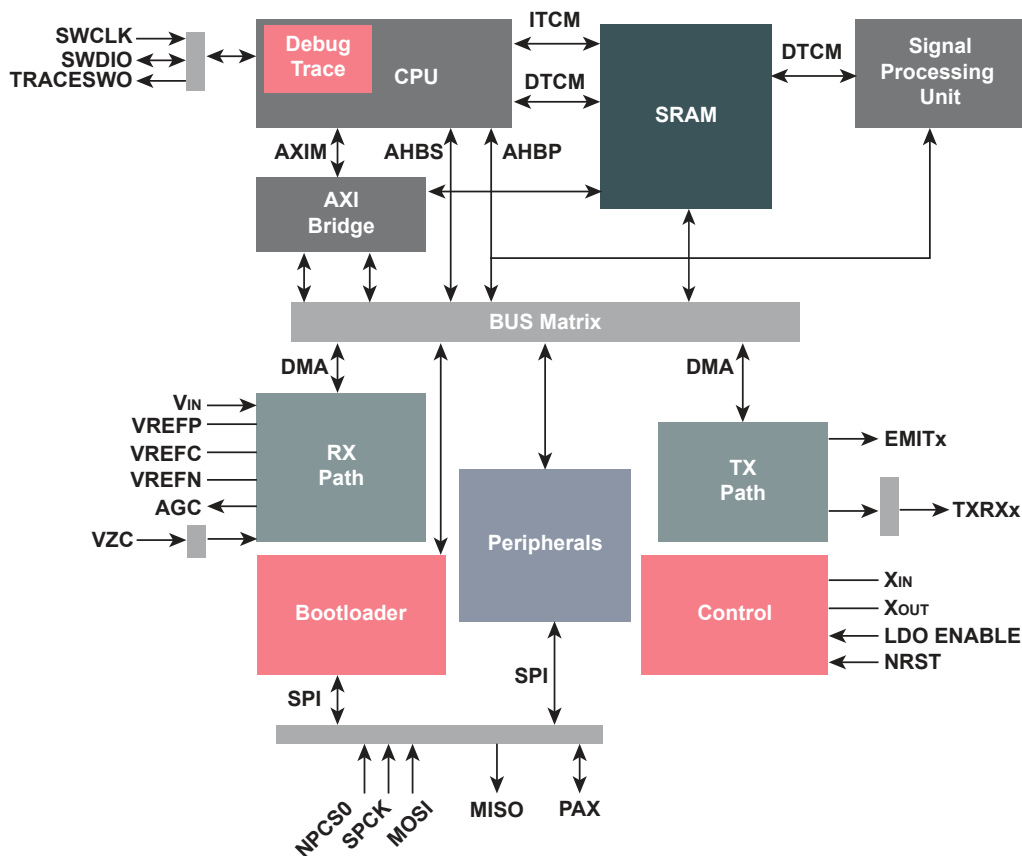 SWCLK
SWDIO
TRACESWO
Debug
Trace
CPU
ITCM
DTCM
SRAM
DTCM
Signal
Processing
Unit
AXIM
AHBS
AHBP
AXI
Bridge
BUS Matrix
DMA
DMA
VIN
VREFP
VREFC
VREFN
AGC
VZC
RX
Path
TX
Path
EMITx
TXRXx
Peripherals
Bootloader
Control
XIN
XOUT
LDO ENABLE
NRST
SPI
SPI
NPCS0
SPCK
MOSI
MISO
PAX